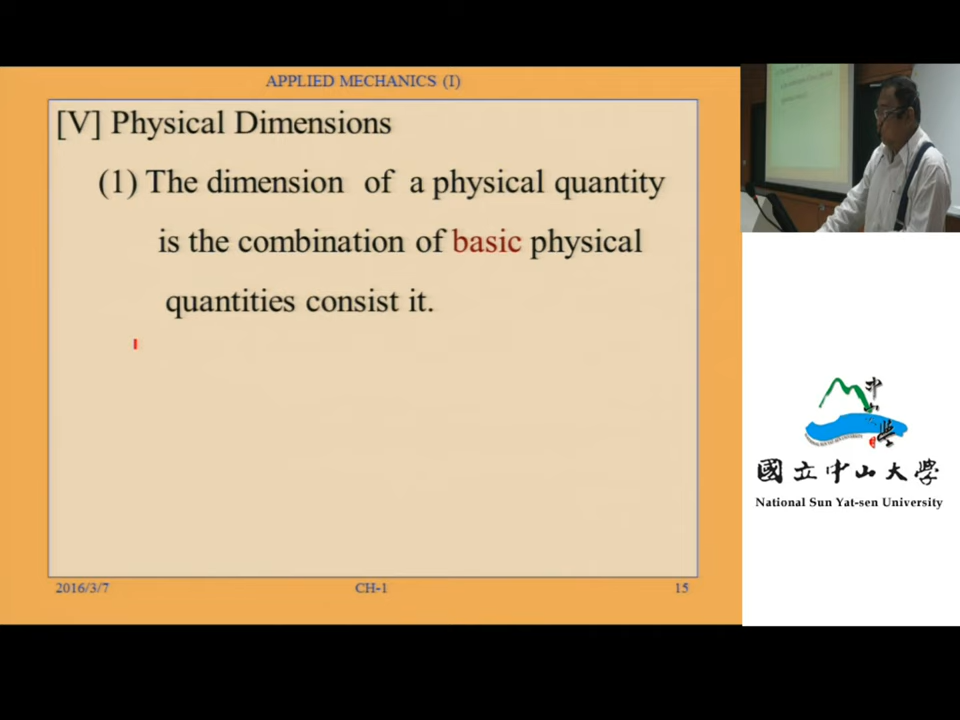 APPLIED MECHANICS (I)
[V] Physical Dimensions
(1) The dimension of a physical quantity
is the combination of basic physical
quantities consist it.
2016/3/7
CH-1
15
國立中山大學
National Sun Yat-sen University